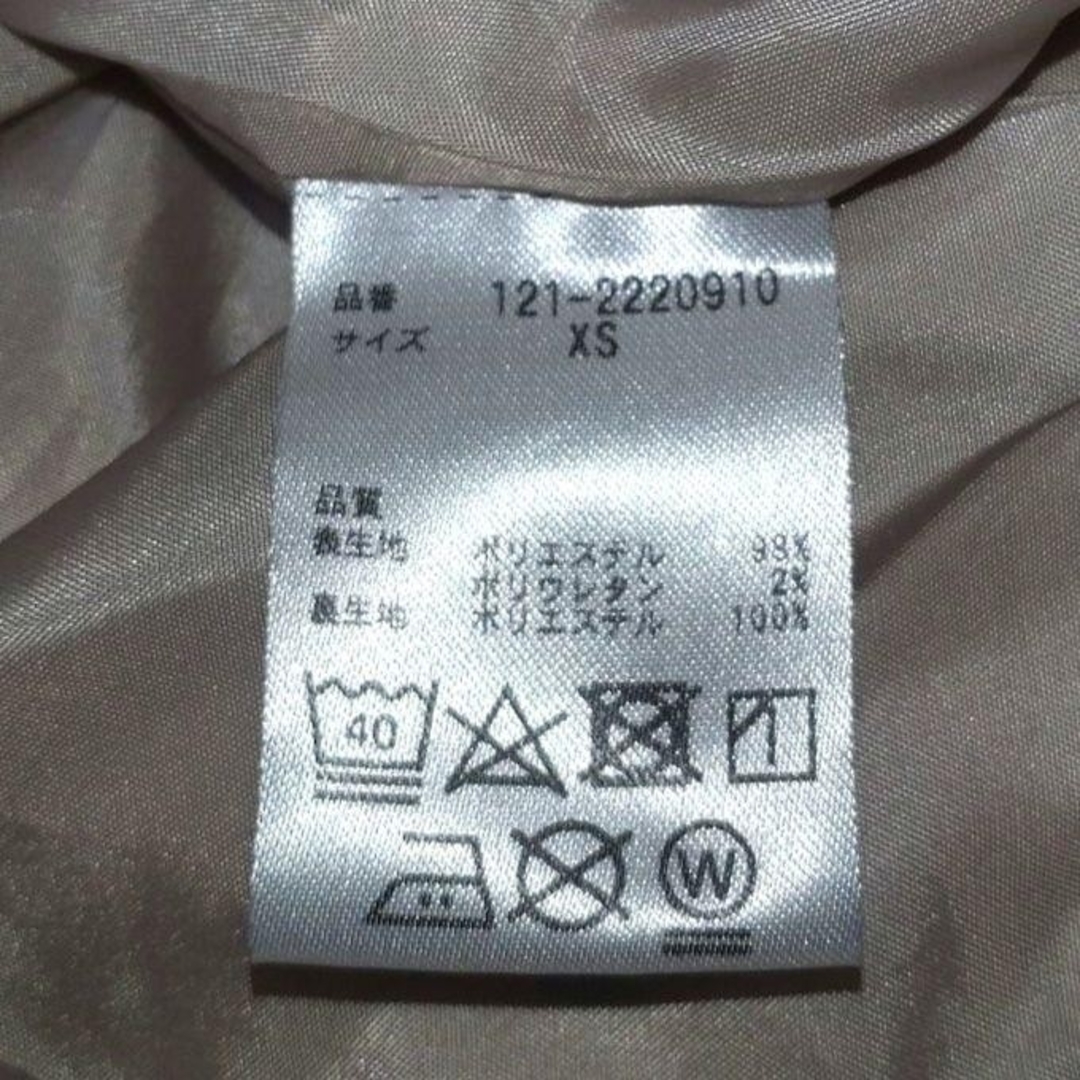 品番 121-2220910
サイズ XS
品質
表生地 ポリエステル 98%
ポリウレタン 2%
裏生地 ポリエステル 100%
40
W